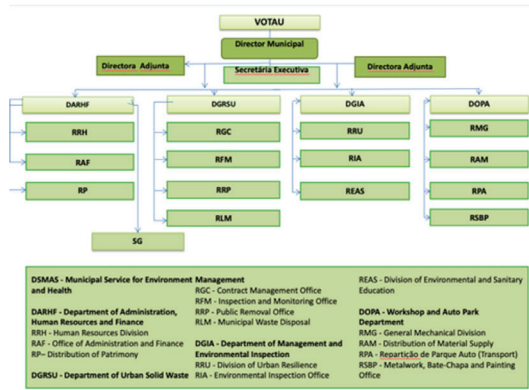 VOTAU
Director Municipal
Directora Adjunta
Secretária Executiva
Directora Adjunta
DARHF
DGRSU
DGIA
DOPA
RRH
RGC
RRU
RMG
RAF
RFM
RIA
RAM
RP
RRP
REAS
RPA
RLM
RSBP
SG
DSMAS - Municipal Service for Environment
and Health
DARHF - Department of Administration,
Human Resources and Finance
RRH - Human Resources Division
RAF - Office of Administration and Finance
RP– Distribution of Patrimony
DGRSU - Department of Urban Solid Waste
Management
RGC - Contract Management Office
RFM - Inspection and Monitoring Office
RRP - Public Removal Office
RLM - Municipal Waste Disposal
DGIA - Department of Management and
Environmental Inspection
RRU - Division of Urban Resilience
RIA - Environmental Inspection Office
REAS - Division of Environmental and Sanitary
Education
DOPA - Workshop and Auto Park
Department
RMG - General Mechanical Division
RAM - Distribution of Material Supply
RPA - Repartição de Parque Auto (Transport)
RSBP - Metalwork, Bate-Chapa and Painting
Office